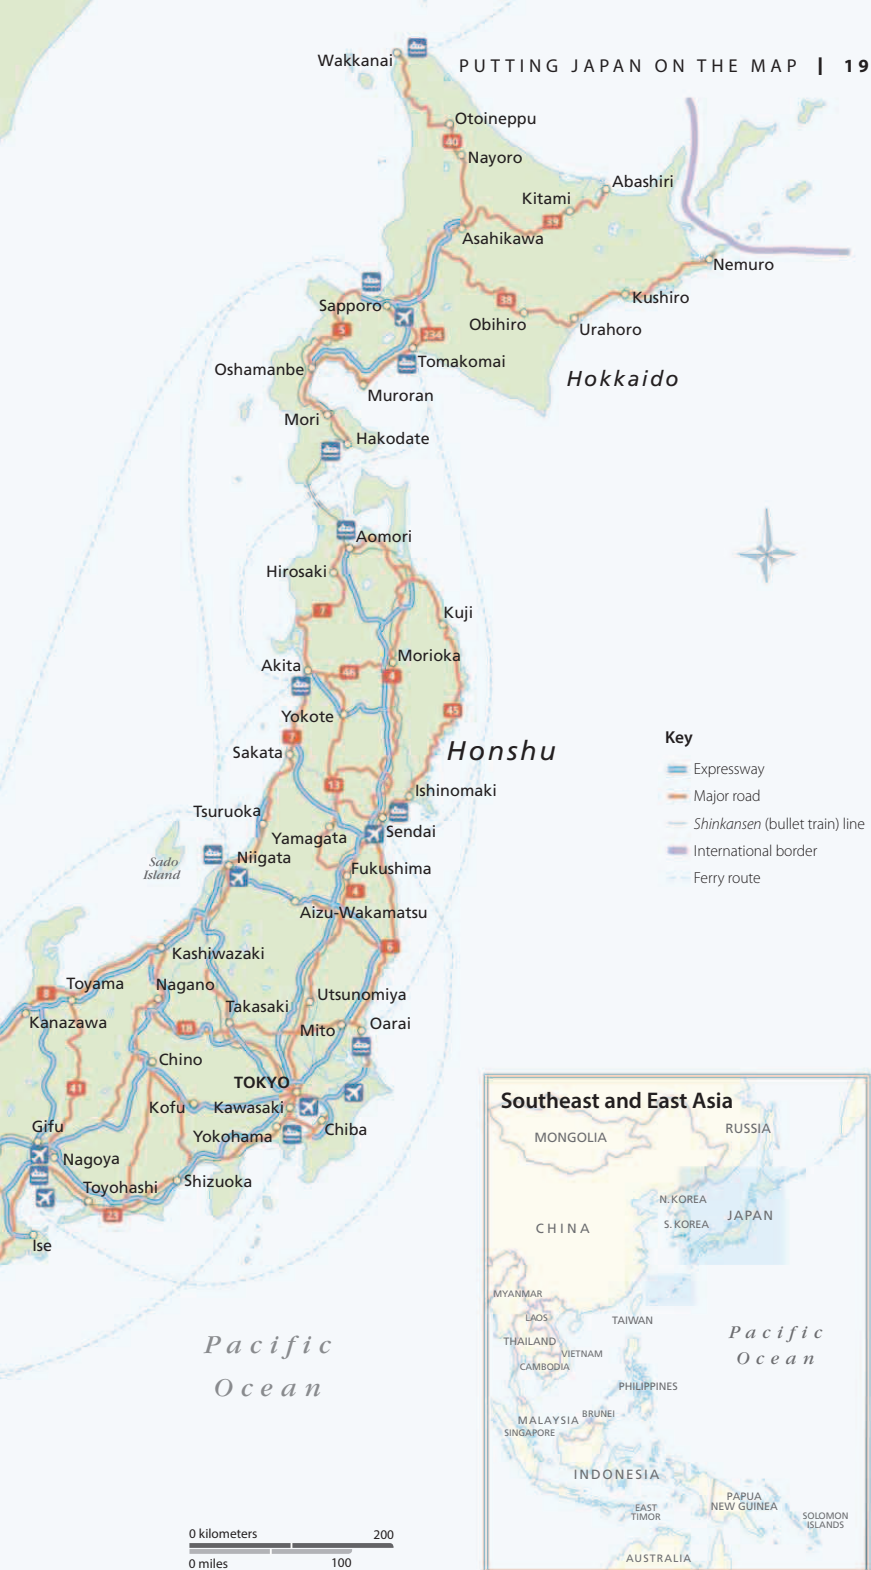 PUTTING JAPAN ON THE MAP | 19
Wakkanai
Otoineppu
40
Nayoro
Abashiri
Kitami
39
Asahikawa
Nemuro
Sapporo
38
Kushiro
Obihiro
Urahoro
5
234
Tomakomai
Oshamanbe
Hokkaido
Muroran
Mori
Hakodate
Aomori
Hirosaki
7
Kuji
Morioka
Akita
46
4
Yokote
45
7
Sakata
Honshu
13
Ishinomaki
Tsuruoka
Yamagata
Sendai
Sado
Island
Niigata
Fukushima
4
Aizu-Wakamatsu
6
Kashiwazaki
Toyama
Nagano
8
Utsunomiya
Takasaki
Kanazawa
18
Mito
Oarai
Chino
TOKYO
41
Kofu
Kawasaki
Gifu
Yokohama
Chiba
Nagoya
Toyohashi
Shizuoka
23
Ise
Pacific
Ocean
Key
Expressway
Major road
Shinkansen (bullet train) line
International border
Ferry route
Southeast and East Asia
MONGOLIA
RUSSIA
N. KOREA
JAPAN
S. KOREA
CHINA
MYANMAR
LAOS
TAIWAN
THAILAND
VIETNAM
CAMBODIA
Pacific
Ocean
PHILIPPINES
BRUNEI
MALAYSIA
SINGAPORE
INDONESIA
PAPUA
NEW GUINEA
EAST
TIMOR
SOLOMON
ISLANDS
AUSTRALIA
0 kilometers 200
0 miles 100